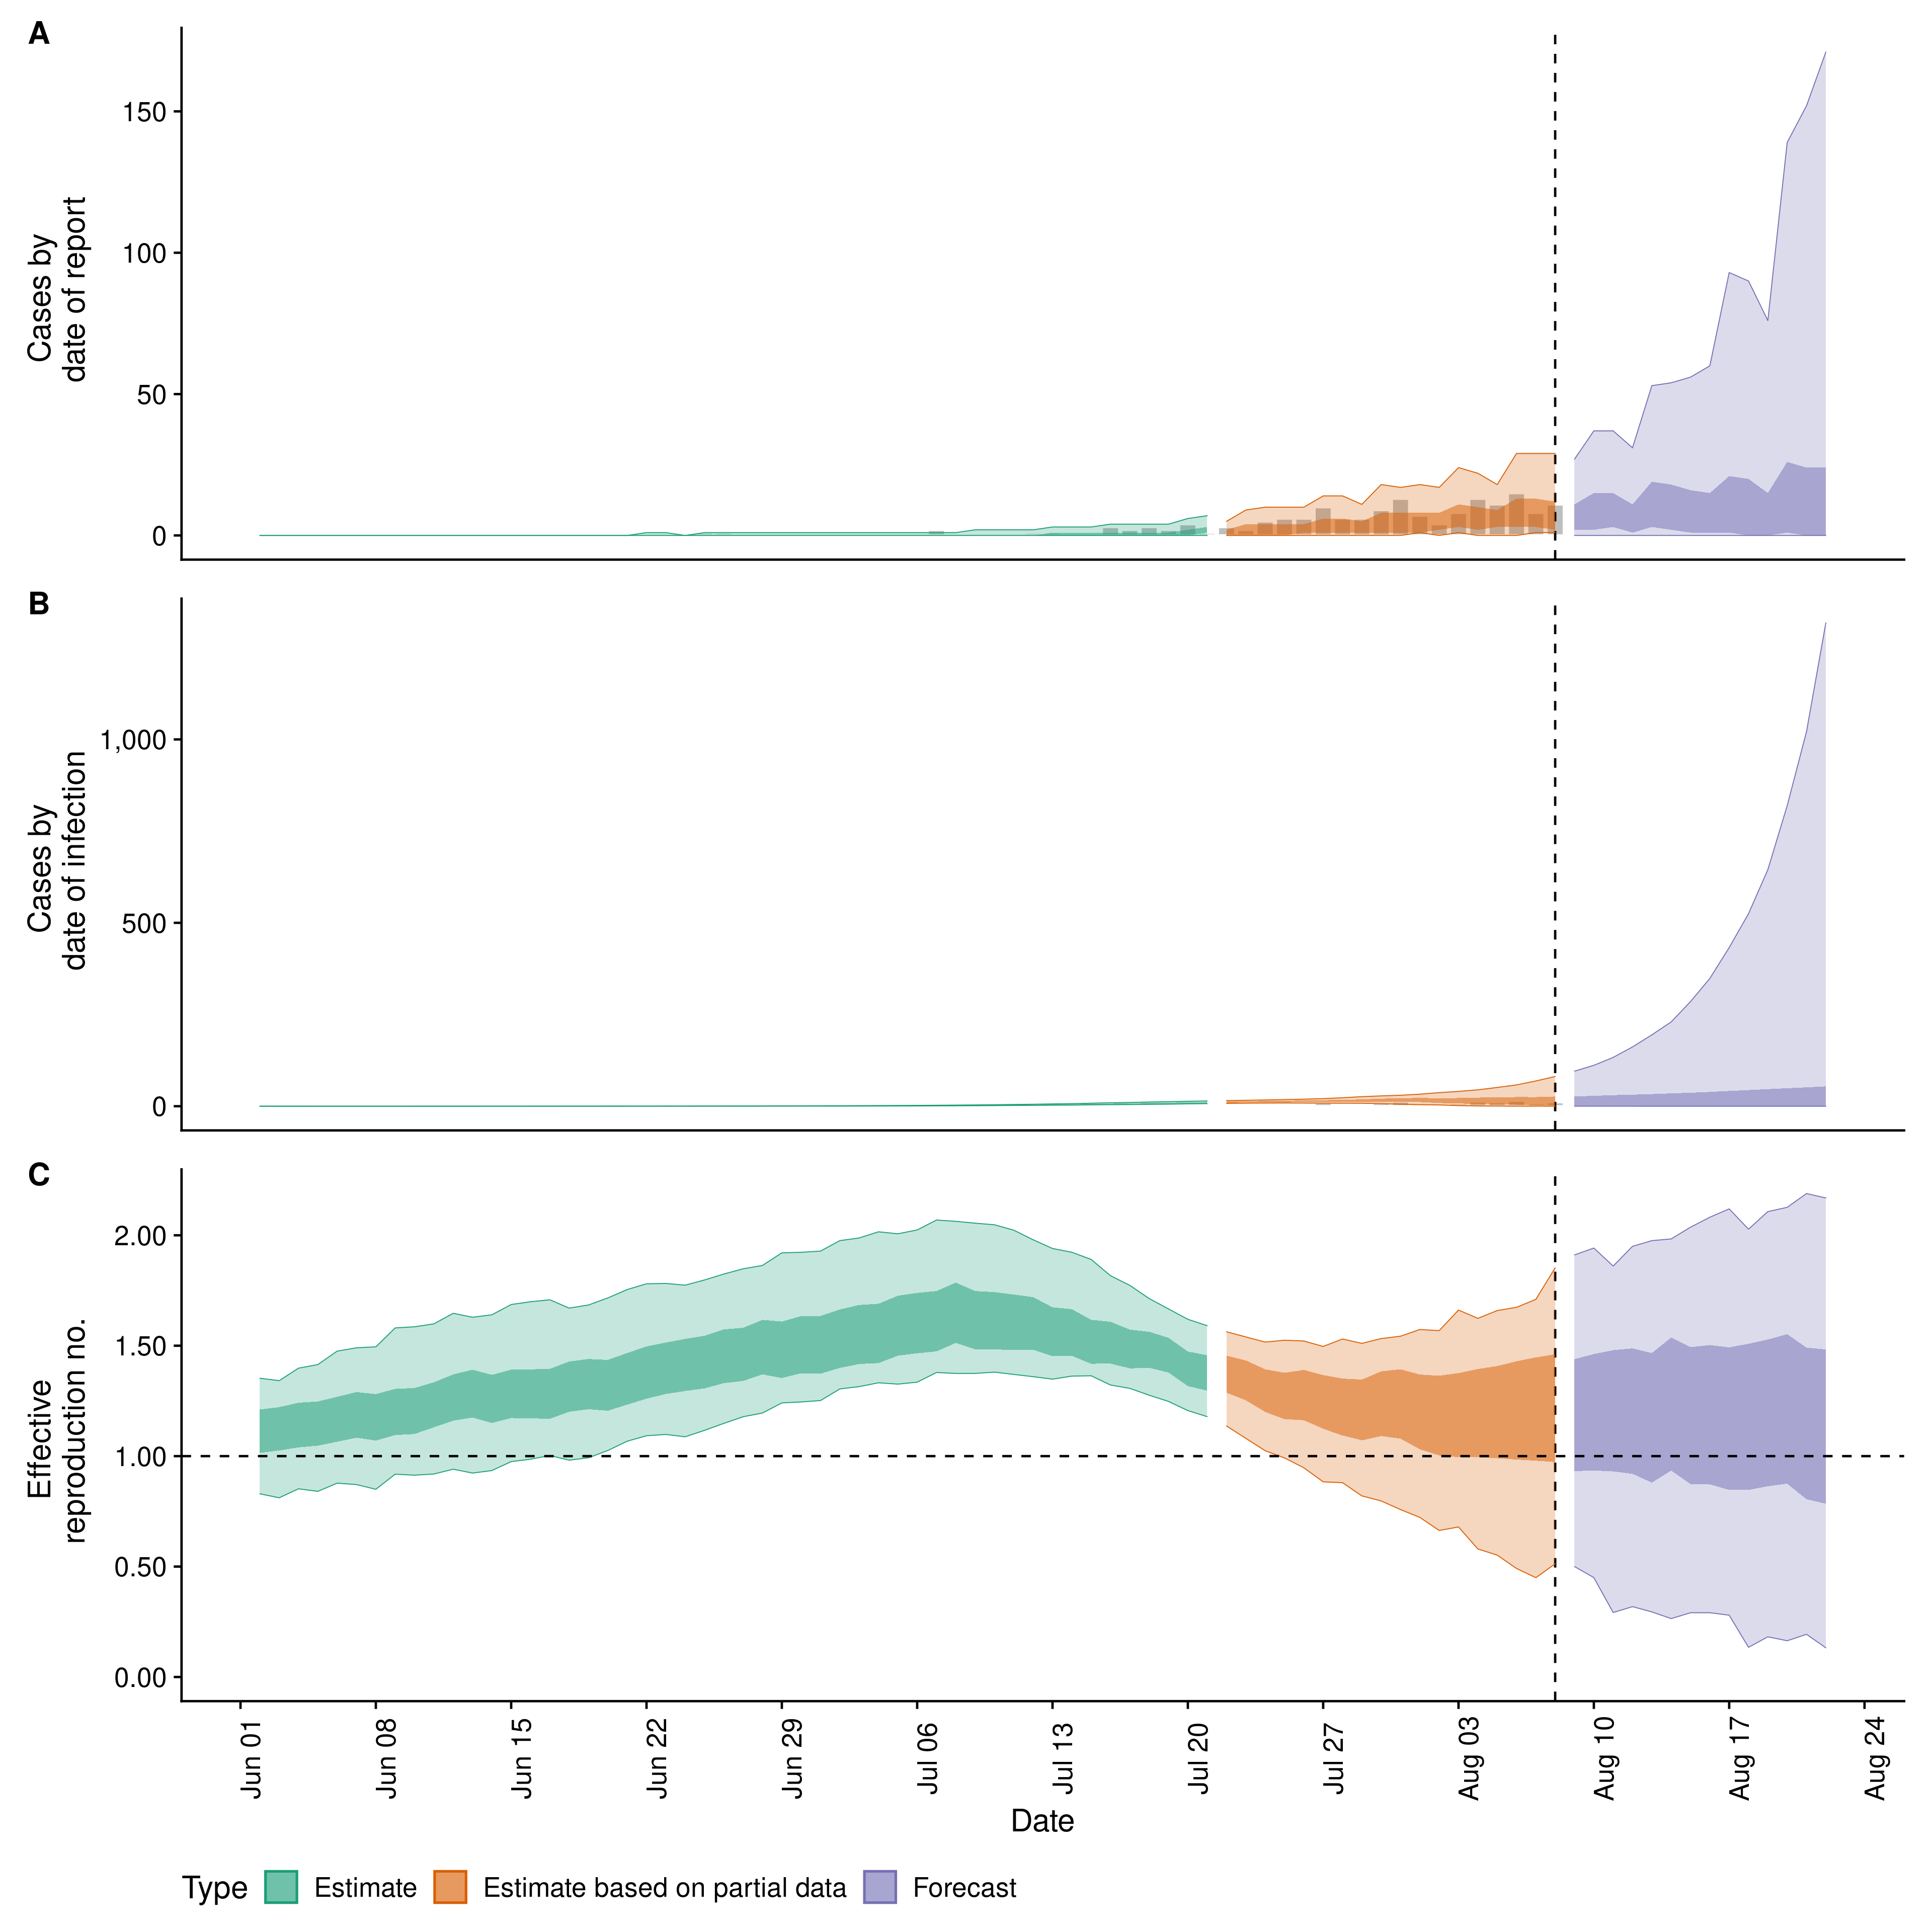 A
Cases by
date of report
150
100
50
0
B
Cases by
date of infection
1,000
500
0
C
Effective
reproduction no.
2.00
1.50
1.00
0.50
0.00
Jun 01
Jun 08
Jun 15
Jun 22
Jun 29
Jul 06
Jul 13
Jul 20
Jul 27
Aug 03
Aug 10
Aug 17
Aug 24
Date
Type Estimate Estimate based on partial data Forecast